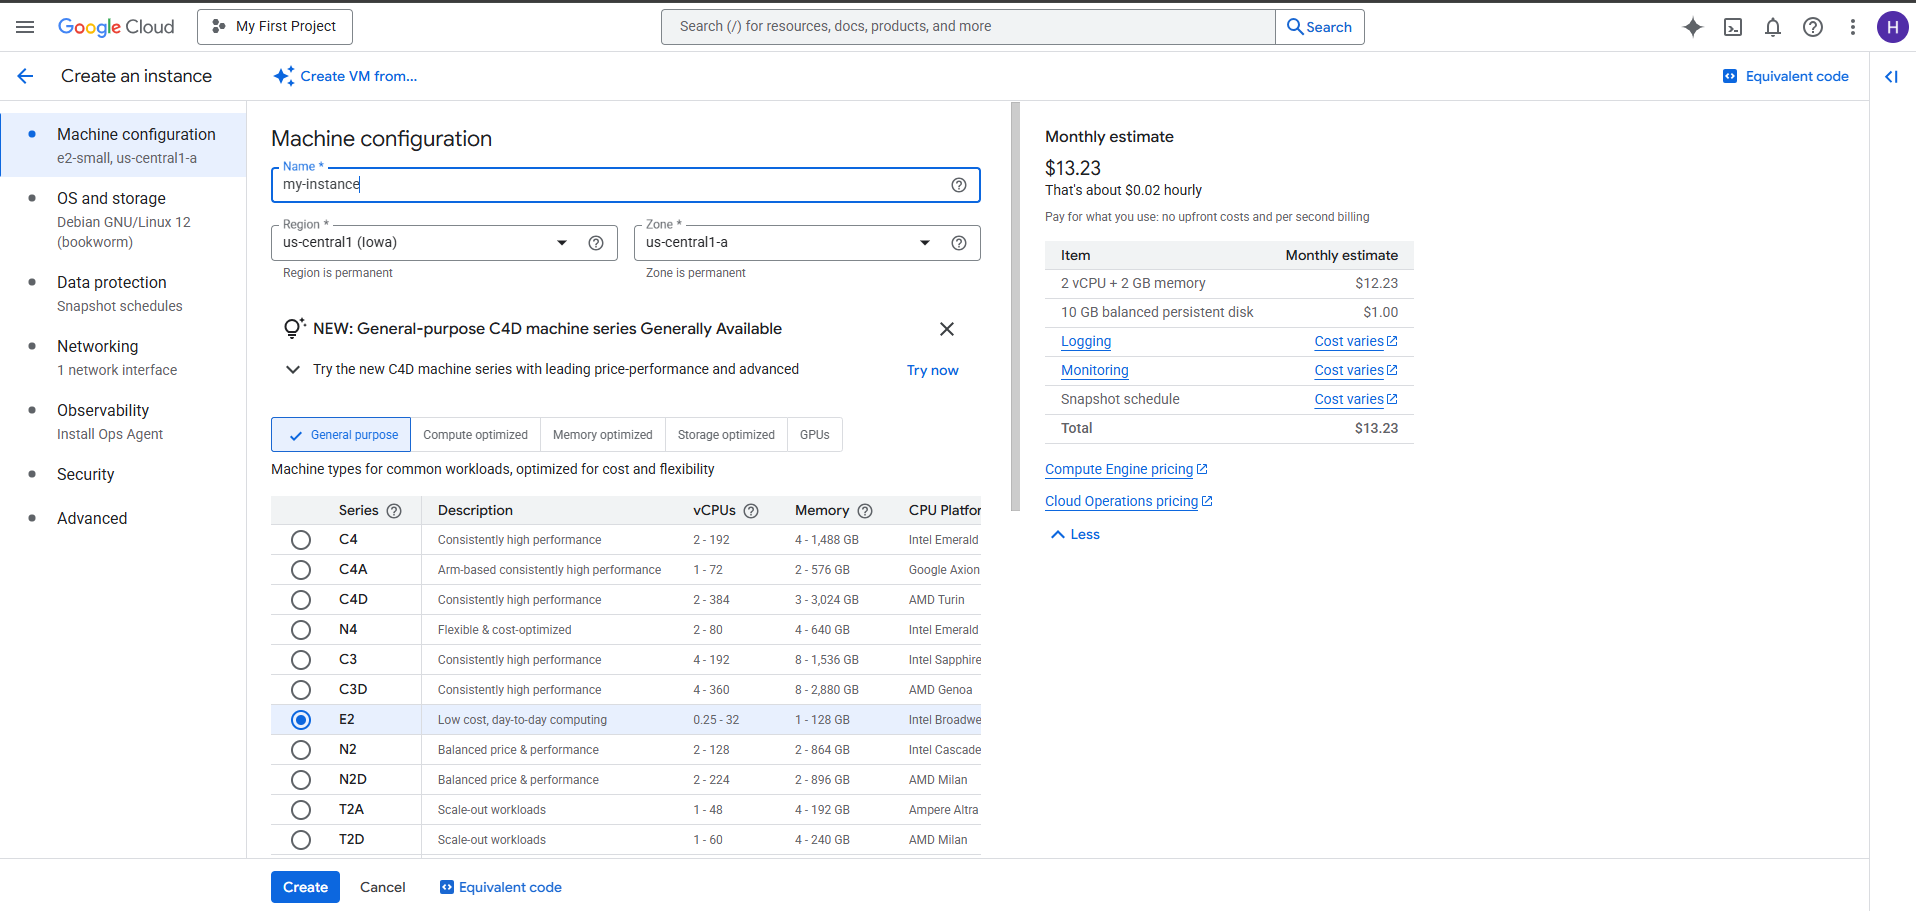 Google Cloud
My First Project
Search (/) for resources, docs, products, and more
Search
H
Create an instance
Create VM from...
Equivalent code
Machine configuration
e2-small, us-central1-a
OS and storage
Debian GNU/Linux 12
(bookworm)
Data protection
Snapshot schedules
Networking
1 network interface
Observability
Install Ops Agent
Security
Advanced
Machine configuration
Name *
my-instance
Region *
us-central1 (Iowa)
Region is permanent
Zone *
us-central1-a
Zone is permanent
NEW: General-purpose C4D machine series Generally Available
Try the new C4D machine series with leading price-performance and advanced
Try now
General purpose
Compute optimized
Memory optimized
Storage optimized
GPUs
Machine types for common workloads, optimized for cost and flexibility
Series Description vCPUs Memory CPU Platfor
C4 Consistently high performance 2 - 192 4 - 1,488 GB Intel Emerald
C4A Arm-based consistently high performance 1 - 72 2 - 576 GB Google Axion
C4D Consistently high performance 2 - 384 3 - 3,024 GB AMD Turin
N4 Flexible & cost-optimized 2 - 80 4 - 640 GB Intel Emerald
C3 Consistently high performance 4 - 192 8 - 1,536 GB Intel Sapphire
C3D Consistently high performance 4 - 360 8 - 2,880 GB AMD Genoa
E2 Low cost, day-to-day computing 0.25 - 32 1 - 128 GB Intel Broadwe
N2 Balanced price & performance 2 - 128 2 - 864 GB Intel Cascade
N2D Balanced price & performance 2 - 224 2 - 896 GB AMD Milan
T2A Scale-out workloads 1 - 48 4 - 192 GB Ampere Altra
T2D Scale-out workloads 1 - 60 4 - 240 GB AMD Milan
Create
Cancel
Equivalent code
Monthly estimate
$13.23
That's about $0.02 hourly
Pay for what you use: no upfront costs and per second billing
Item Monthly estimate
2 vCPU + 2 GB memory $12.23
10 GB balanced persistent disk $1.00
Logging Cost varies
Monitoring Cost varies
Snapshot schedule Cost varies
Total $13.23
Compute Engine pricing
Cloud Operations pricing
Less